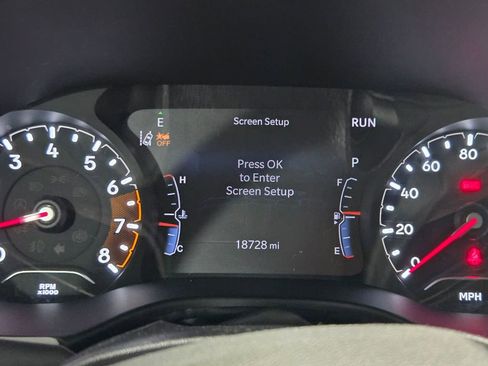 E
Screen Setup
RUN
OFF
Press OK
to Enter
Screen Setup
P
H
F
C
E
18728 mi
3 4 5 6 7 8
RPM
x1000
0 20 40 60 80
MPH